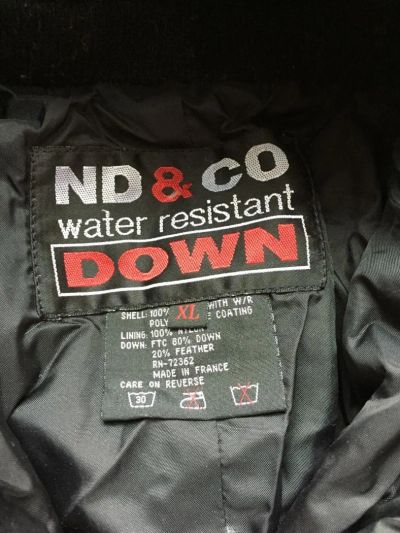 ND & CO
water resistant
DOWN
XL
SHELL: 100% WITH W/R
POLY COATING
LINING: 100% NYLON
DOWN: FTC 80% DOWN
20% FEATHER
RN-72362
MADE IN FRANCE
CARE ON REVERSE
30